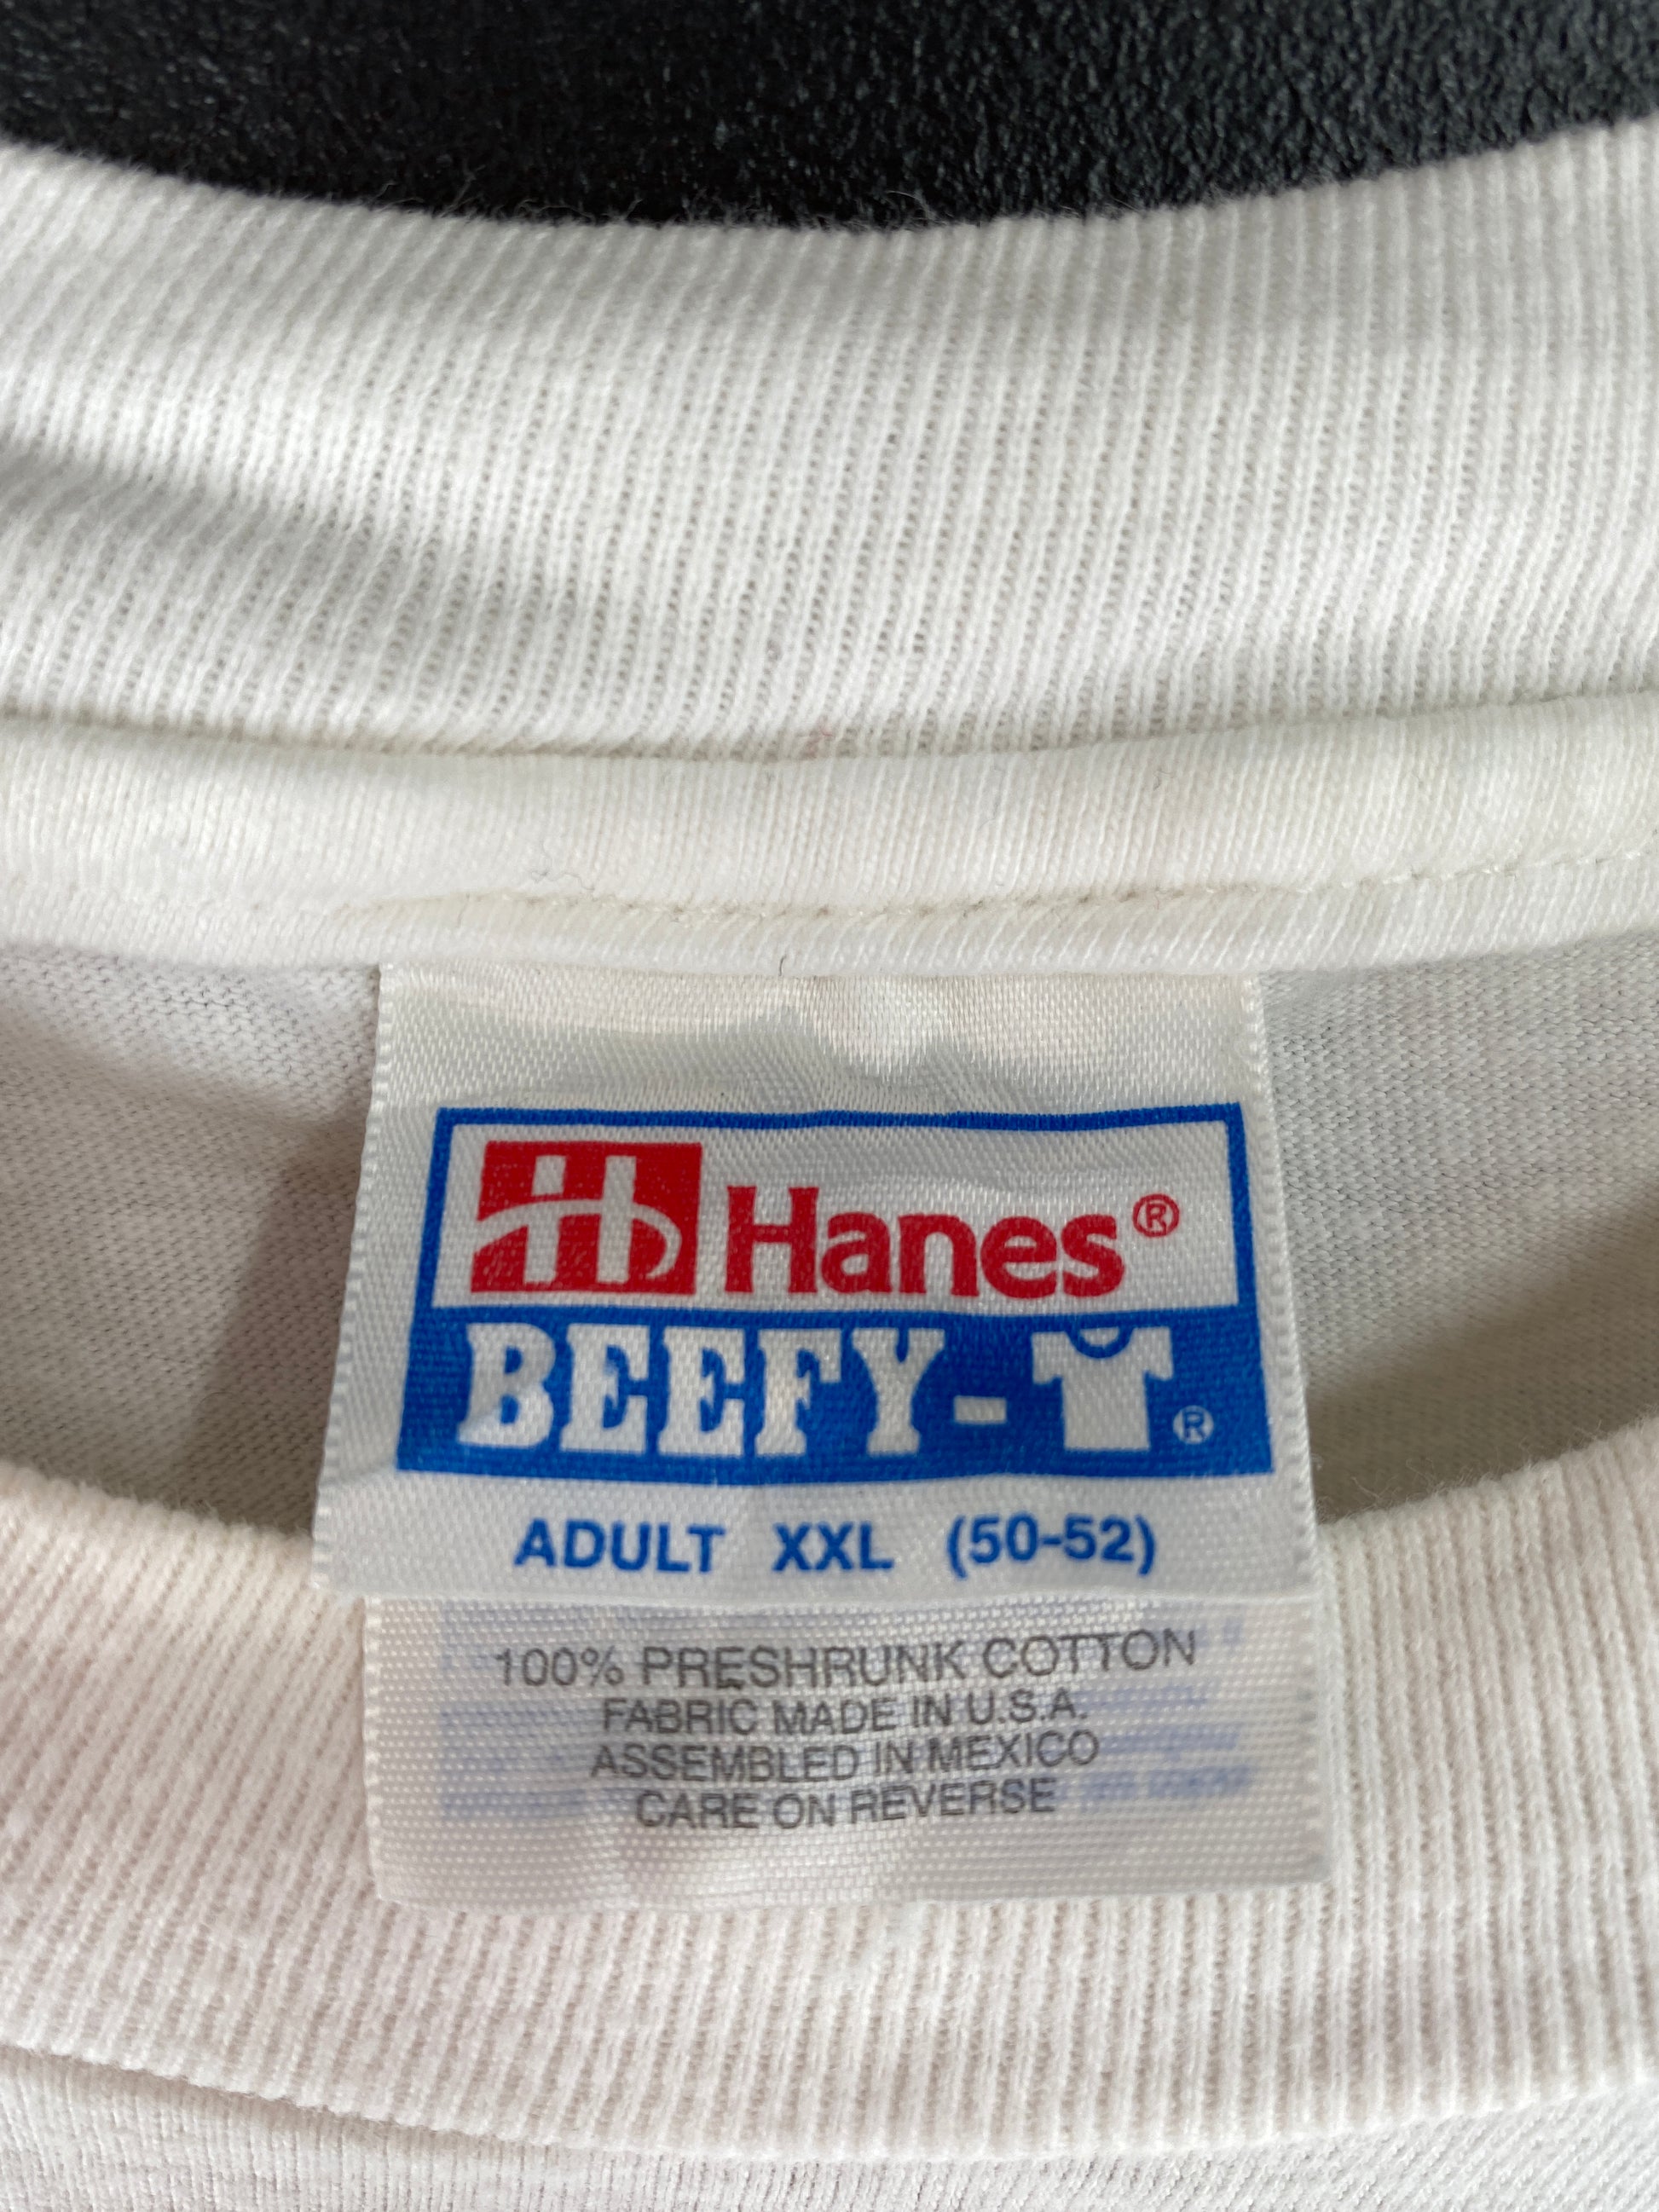 Hanes®
BEEFY-T®
ADULT XXL (50-52)
100% PRESHRUNK COTTON
FABRIC MADE IN U.S.A.
ASSEMBLED IN MEXICO
CARE ON REVERSE